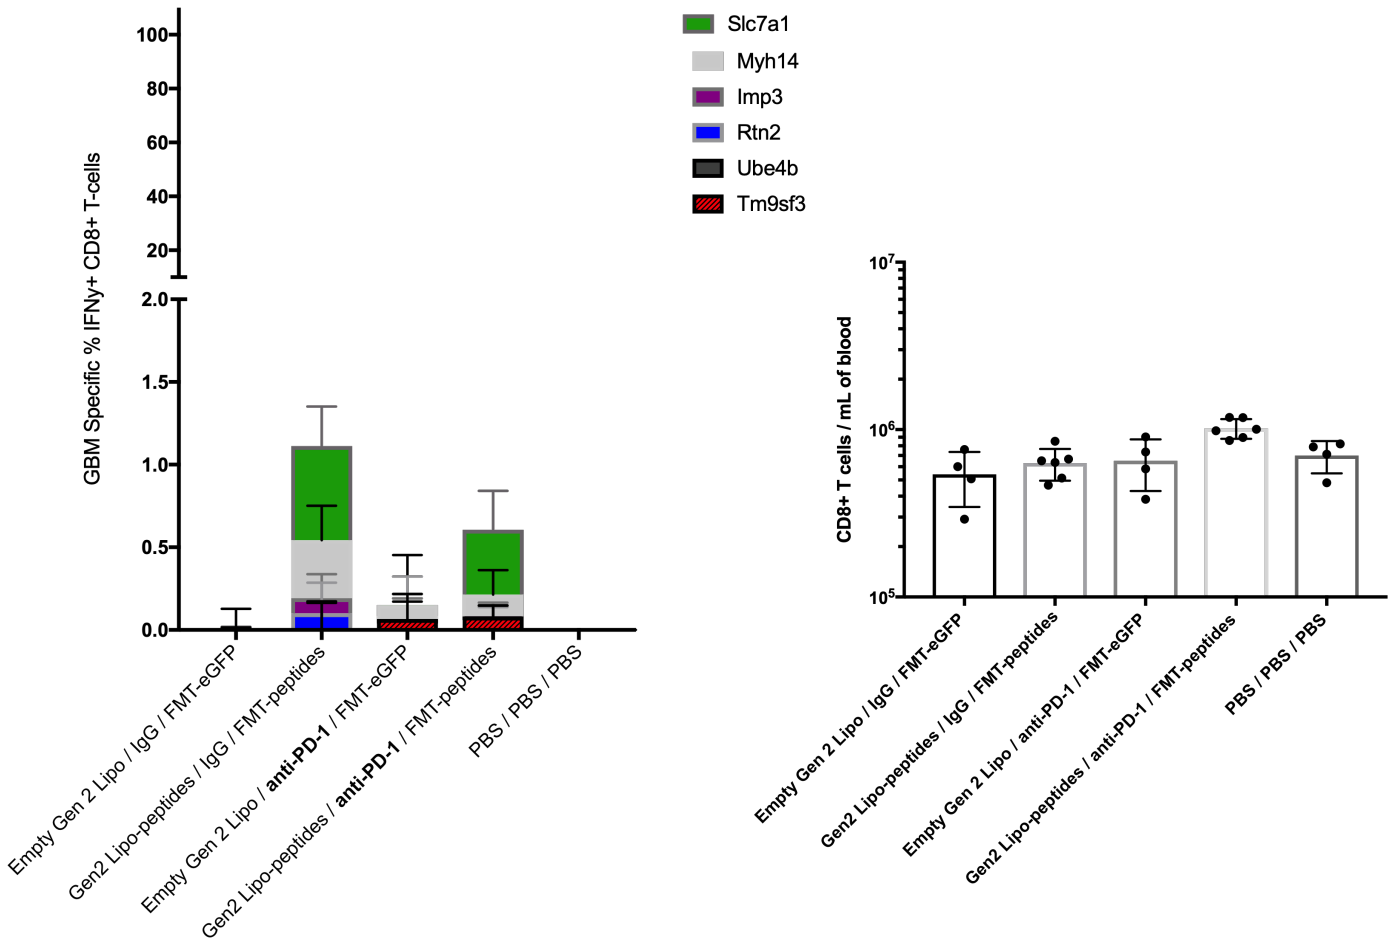 GBM Specific % IFNy+ CD8+ T-cells
100
80
60
40
20
2.0
1.5
1.0
0.5
0.0
Empty Gen 2 Lipo / IgG / FMT-eGFP
Gen2 Lipo-peptides / IgG / FMT-peptides
Empty Gen 2 Lipo / anti-PD-1 / FMT-eGFP
Gen2 Lipo-peptides / anti-PD-1 / FMT-peptides
PBS / PBS / PBS
Slc7a1
Myh14
Imp3
Rtn2
Ube4b
Tm9sf3
CD8+ T cells / mL of blood
10⁷
10⁶
10⁵
Empty Gen 2 Lipo / IgG / FMT-eGFP
Gen2 Lipo-peptides / IgG / FMT-peptides
Empty Gen 2 Lipo / anti-PD-1 / FMT-eGFP
Gen2 Lipo-peptides / anti-PD-1 / FMT-peptides
PBS / PBS / PBS